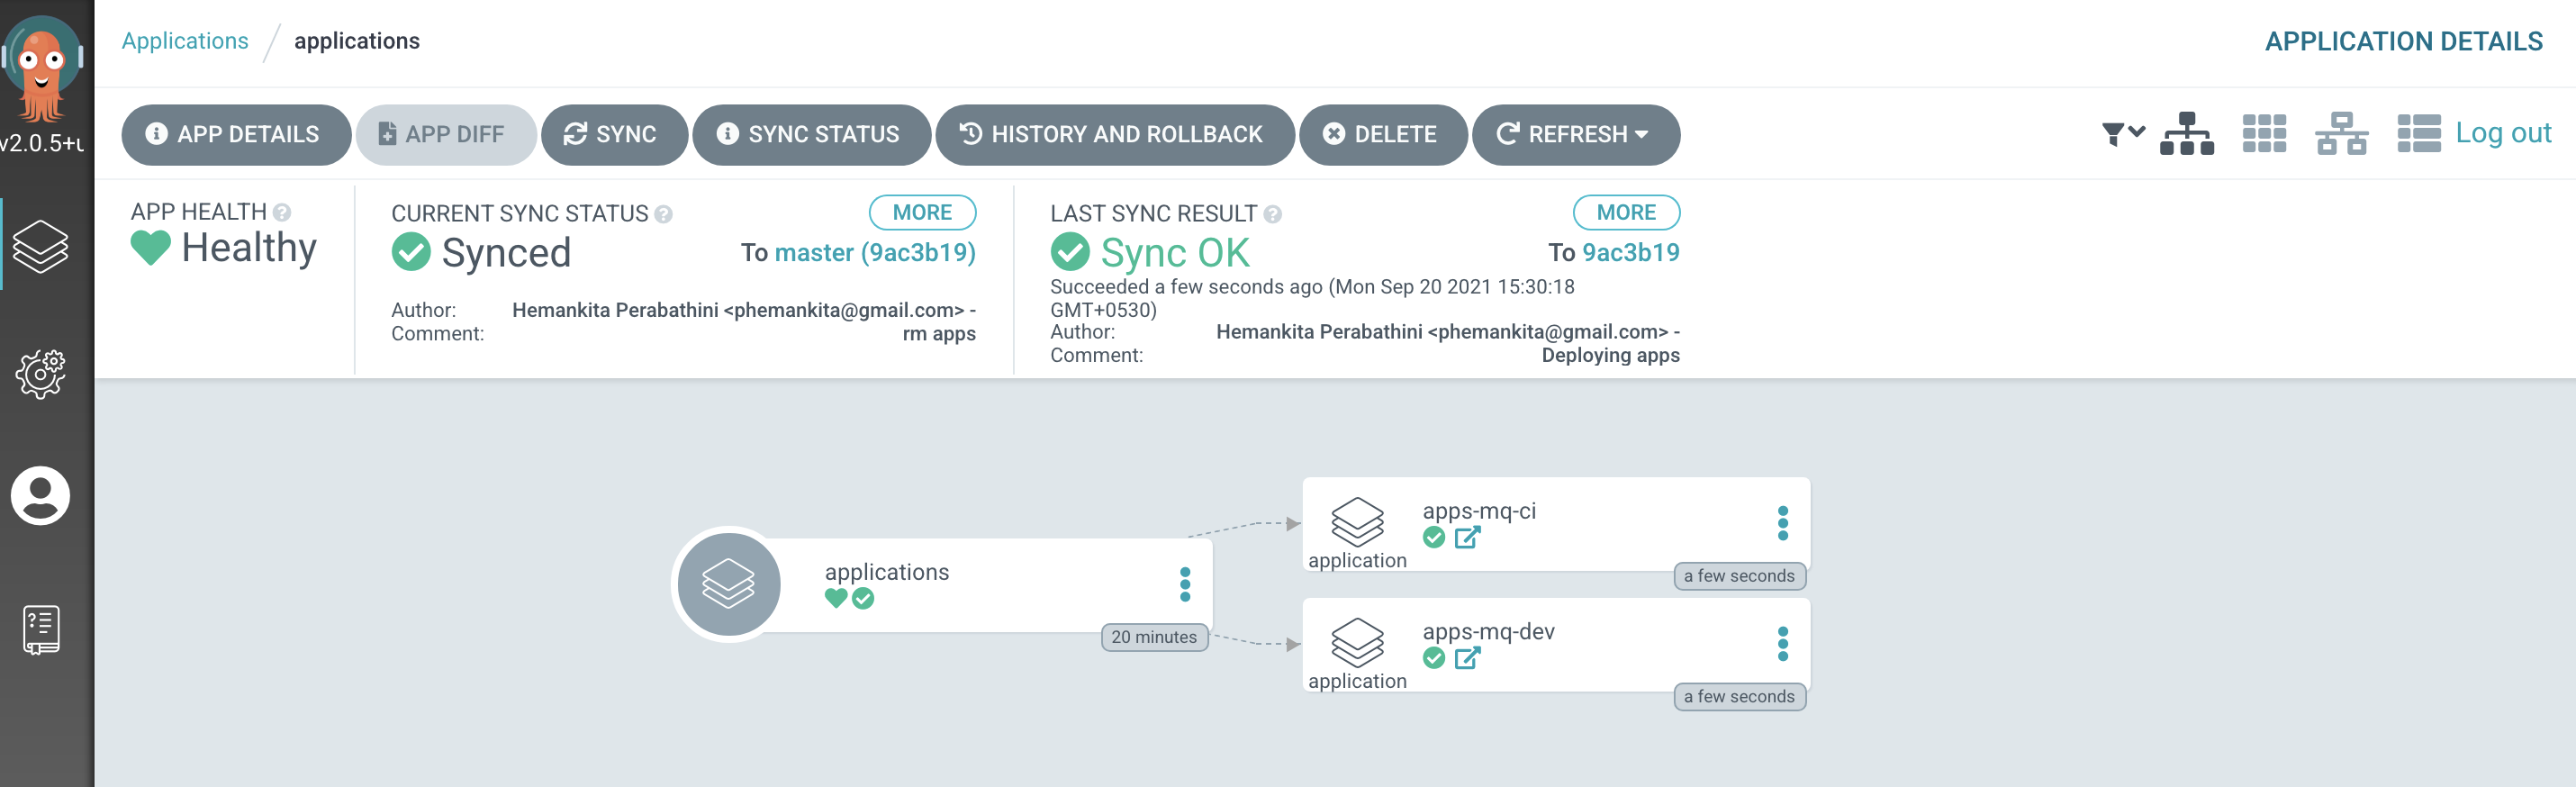 Applications / applications
APPLICATION DETAILS
v2.0.5+u
APP DETAILS
APP DIFF
SYNC
SYNC STATUS
HISTORY AND ROLLBACK
DELETE
REFRESH
Log out
APP HEALTH
Healthy
CURRENT SYNC STATUS
MORE
Synced
To master (9ac3b19)
Author: Hemankita Perabathini <phemankita@gmail.com> -
Comment: rm apps
LAST SYNC RESULT
MORE
Sync OK
To 9ac3b19
Succeeded a few seconds ago (Mon Sep 20 2021 15:30:18
GMT+0530)
Author: Hemankita Perabathini <phemankita@gmail.com> -
Comment: Deploying apps
applications
20 minutes
apps-mq-ci
application
a few seconds
apps-mq-dev
application
a few seconds